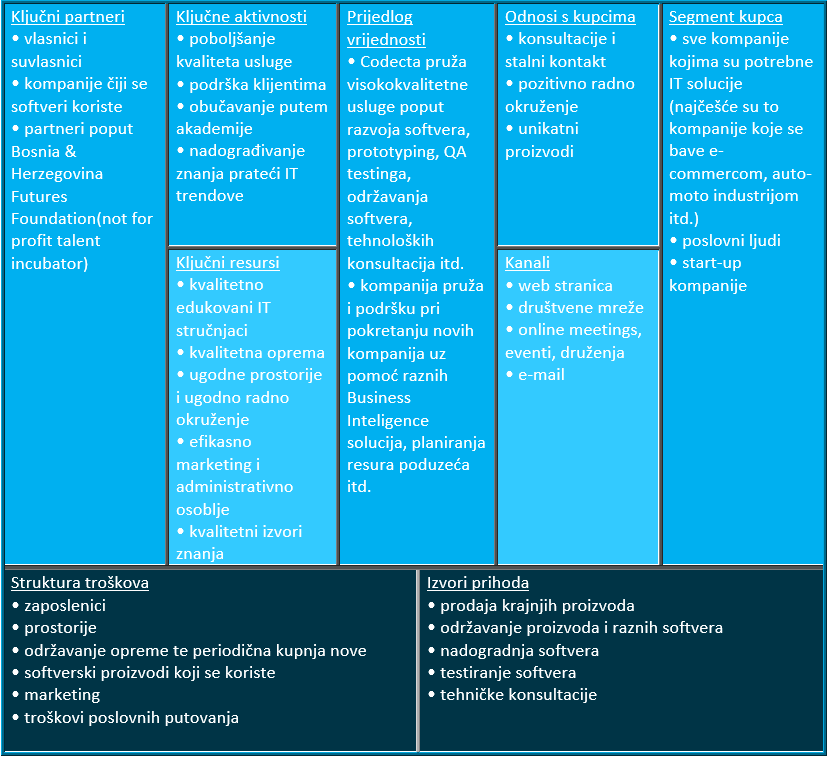 Ključni partneri
• vlasnici i
suvlasnici
• kompanije čiji se
softveri koriste
• partneri poput
Bosnia &
Herzegovina
Futures
Foundation(not for
profit talent
incubator)
Ključne aktivnosti
• poboljšanje
kvaliteta usluge
• podrška klijentima
• obučavanje putem
akademije
• nadograđivanje
znanja prateći IT
trendove
Ključni resursi
• kvalitetno
edukovani IT
stručnjaci
• kvalitetna oprema
• ugodne prostorije
i ugodno radno
okruženje
• efikasno
marketing i
administrativno
osoblje
• kvalitetni izvori
znanja
Prijedlog
vrijednosti
• Codecta pruža
visokokvalitetne
usluge poput
razvoja softvera,
prototyping, QA
testinga,
održavanja
softvera,
tehnoloških
konsultacija itd.
• kompanija pruža
i podršku pri
pokretanju novih
kompanija uz
pomoć raznih
Business
Inteligence
solucija, planiranja
resura poduzeća
itd.
Odnosi s kupcima
• konsultacije i
stalni kontakt
• pozitivno radno
okruženje
• unikatni
proizvodi
Kanali
• web stranica
• društvene mreže
• online meetings,
eventi, druženja
• e-mail
Segment kupca
• sve kompanije
kojima su potrebne
IT solucije
(najčešće su to
kompanije koje se
bave e-
commercom, auto-
moto industrijom
itd.)
• poslovni ljudi
• start-up
kompanije
Struktura troškova
• zaposlenici
• prostorije
• održavanje opreme te periodična kupnja nove
• softverski proizvodi koji se koriste
• marketing
• troškovi poslovnih putovanja
Izvori prihoda
• prodaja krajnjih proizvoda
• održavanje proizvoda i raznih softvera
• nadogradnja softvera
• testiranje softvera
• tehničke konsultacije